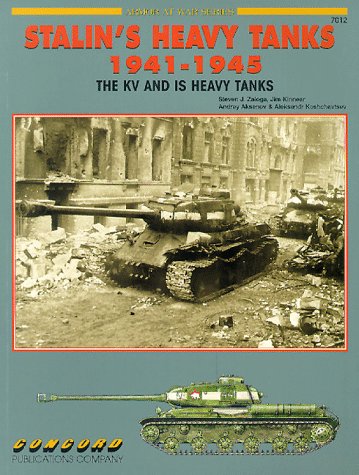 ARMOR AT WAR SERIES
7012
STALIN'S HEAVY TANKS
1941-1945
THE KV AND IS HEAVY TANKS
Steven J. Zaloga, Jim Kinnear
Andrey Aksenov & Aleksandr Koshchavtsev
CONCORD
PUBLICATIONS COMPANY